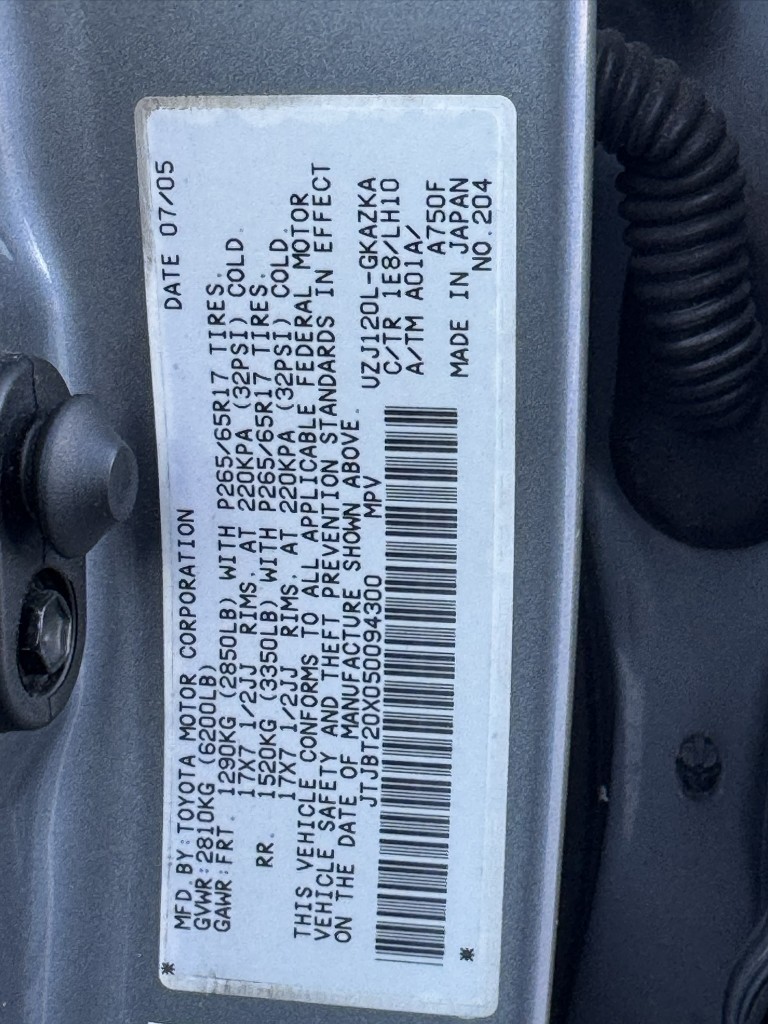 MFD. BY: TOYOTA MOTOR CORPORATION DATE 07/05
GVWR: 2810KG (6200LB)
GAWR: FRT. 1290KG (2850LB) WITH P265/65R17 TIRES.
17X7 1/2JJ RIMS. AT 220KPA (32PSI) COLD.
RR. 1520KG (3350LB) WITH P265/65R17 TIRES.
17X7 1/2JJ RIMS. AT 220KPA (32PSI) COLD.
THIS VEHICLE CONFORMS TO ALL APPLICABLE FEDERAL MOTOR
VEHICLE SAFETY AND THEFT PREVENTION STANDARDS IN EFFECT
ON THE DATE OF MANUFACTURE SHOWN ABOVE.
JTJBT20X050094300 MPV UZJ120L-GKAZKA
C/TR 1E8/LH10
A/TM A01A/
A750F
MADE IN JAPAN
NO.204